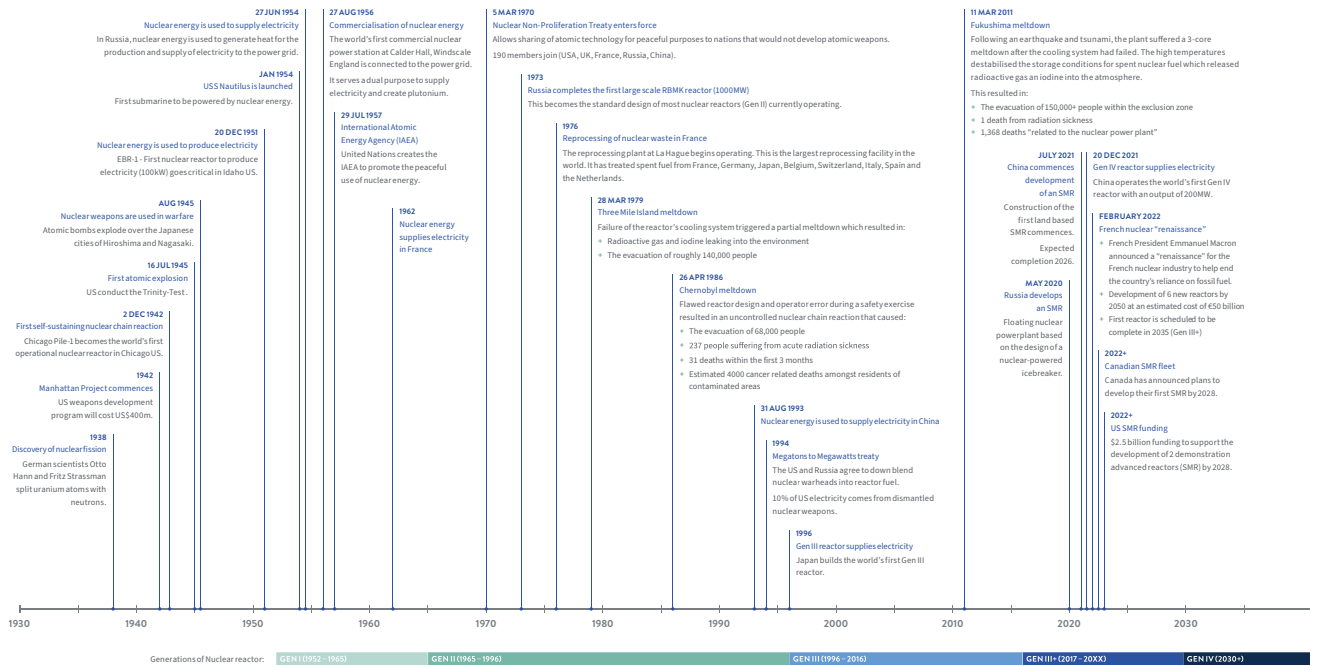 27 JUN 1954
Nuclear energy is used to supply electricity
In Russia, nuclear energy is used to generate heat for the
production and supply of electricity to the power grid.
JAN 1954
USS Nautilus is launched
First submarine to be powered by nuclear energy.
20 DEC 1951
Nuclear energy is used to produce electricity
EBR-1 - First nuclear reactor to produce
electricity (100kW) goes critical in Idaho US.
AUG 1945
Nuclear weapons are used in warfare
Atomic bombs explode over the Japanese
cities of Hiroshima and Nagasaki.
16 JUL 1945
First atomic explosion
US conduct the Trinity-Test.
2 DEC 1942
First self-sustaining nuclear chain reaction
Chicago Pile-1 becomes the world's first
operational nuclear reactor in Chicago US.
1942
Manhattan Project commences
US weapons development
program will cost US$400m.
1938
Discovery of nuclear fission
German scientists Otto
Hann and Fritz Strassman
split uranium atoms with
neutrons.
27 AUG 1956
Commercialisation of nuclear energy
The world's first commercial nuclear
power station at Calder Hall, Windscale
England is connected to the power grid.
It serves a dual purpose to supply
electricity and create plutonium.
29 JUL 1957
International Atomic
Energy Agency (IAEA)
United Nations creates the
IAEA to promote the peaceful
use of nuclear energy.
1962
Nuclear energy
supplies electricity
in France
5 MAR 1970
Nuclear Non-Proliferation Treaty enters force
Allows sharing of atomic technology for peaceful purposes to nations that would not develop atomic weapons.
190 members join (USA, UK, France, Russia, China).
1973
Russia completes the first large scale RBMK reactor (1000MW)
This becomes the standard design of most nuclear reactors (Gen II) currently operating.
1976
Reprocessing of nuclear waste in France
The reprocessing plant at La Hague begins operating. This is the largest reprocessing facility in the
world. It has treated spent fuel from France, Germany, Japan, Belgium, Switzerland, Italy, Spain and
the Netherlands.
28 MAR 1979
Three Mile Island meltdown
Failure of the reactor's cooling system triggered a partial meltdown which resulted in:
+ Radioactive gas and iodine leaking into the environment
+ The evacuation of roughly 140,000 people
26 APR 1986
Chernobyl meltdown
Flawed reactor design and operator error during a safety exercise
resulted in an uncontrolled nuclear chain reaction that caused:
+ The evacuation of 68,000 people
+ 237 people suffering from acute radiation sickness
+ 31 deaths within the first 3 months
+ Estimated 4000 cancer related deaths amongst residents of
contaminated areas
31 AUG 1993
Nuclear energy is used to supply electricity in China
1994
Megatons to Megawatts treaty
The US and Russia agree to down blend
nuclear warheads into reactor fuel.
10% of US electricity comes from dismantled
nuclear weapons.
1996
Gen III reactor supplies electricity
Japan builds the world's first Gen III
reactor.
11 MAR 2011
Fukushima meltdown
Following an earthquake and tsunami, the plant suffered a 3-core
meltdown after the cooling system had failed. The high temperatures
destabilised the storage conditions for spent nuclear fuel which released
radioactive gas an iodine into the atmosphere.
This resulted in:
+ The evacuation of 150,000+ people within the exclusion zone
+ 1 death from radiation sickness
+ 1,368 deaths "related to the nuclear power plant"
JULY 2021
China commences
development
of an SMR
Construction of the
first land based
SMR commences.
Expected
completion 2026.
MAY 2020
Russia develops
an SMR
Floating nuclear
powerplant based
on the design of a
nuclear-powered
icebreaker.
20 DEC 2021
Gen IV reactor supplies electricity
China operates the world's first Gen IV
reactor with an output of 200MW.
FEBRUARY 2022
French nuclear "renaissance"
+ French President Emmanuel Macron
announced a "renaissance" for the
French nuclear industry to help end
the country's reliance on fossil fuel.
+ Development of 6 new reactors by
2050 at an estimated cost of €50 billion
+ First reactor is scheduled to be
complete in 2035 (Gen III+)
2022+
Canadian SMR fleet
Canada has announced plans to
develop their first SMR by 2028.
2022+
US SMR funding
$2.5 billion funding to support the
development of 2 demonstration
advanced reactors (SMR) by 2028.
1930 1940 1950 1960 1970 1980 1990 2000 2010 2020 2030
Generations of Nuclear reactor: GEN I (1952 - 1965) GEN II (1965 - 1996) GEN III (1996 - 2016) GEN III+ (2017 - 20XX) GEN IV (2030+)